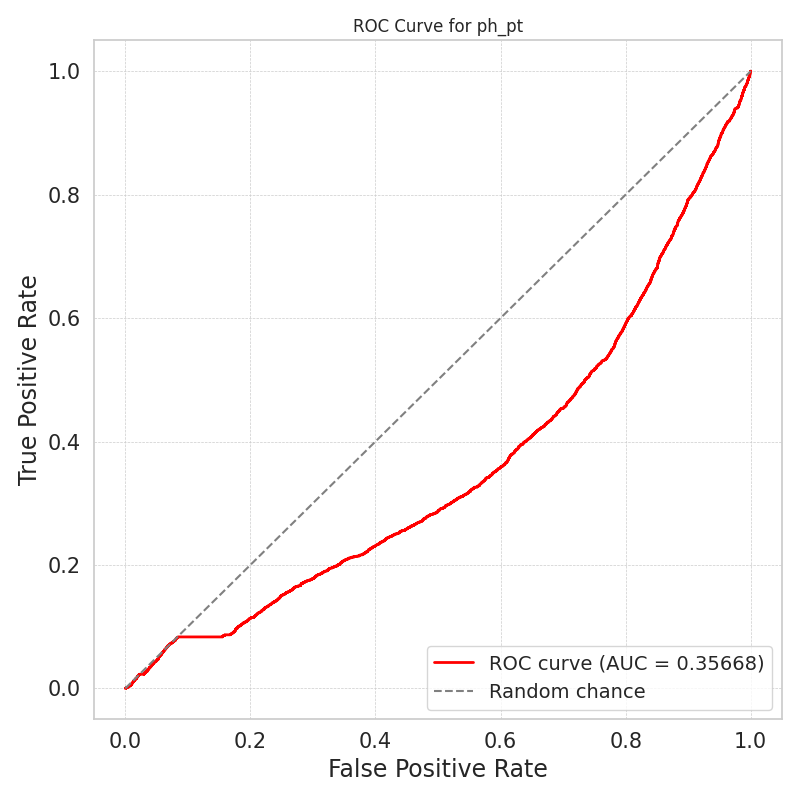 ROC Curve for ph_pt
1.0
0.8
0.6
0.4
0.2
0.0
True Positive Rate
ROC curve (AUC = 0.35668)
Random chance
0.0 0.2 0.4 0.6 0.8 1.0
False Positive Rate